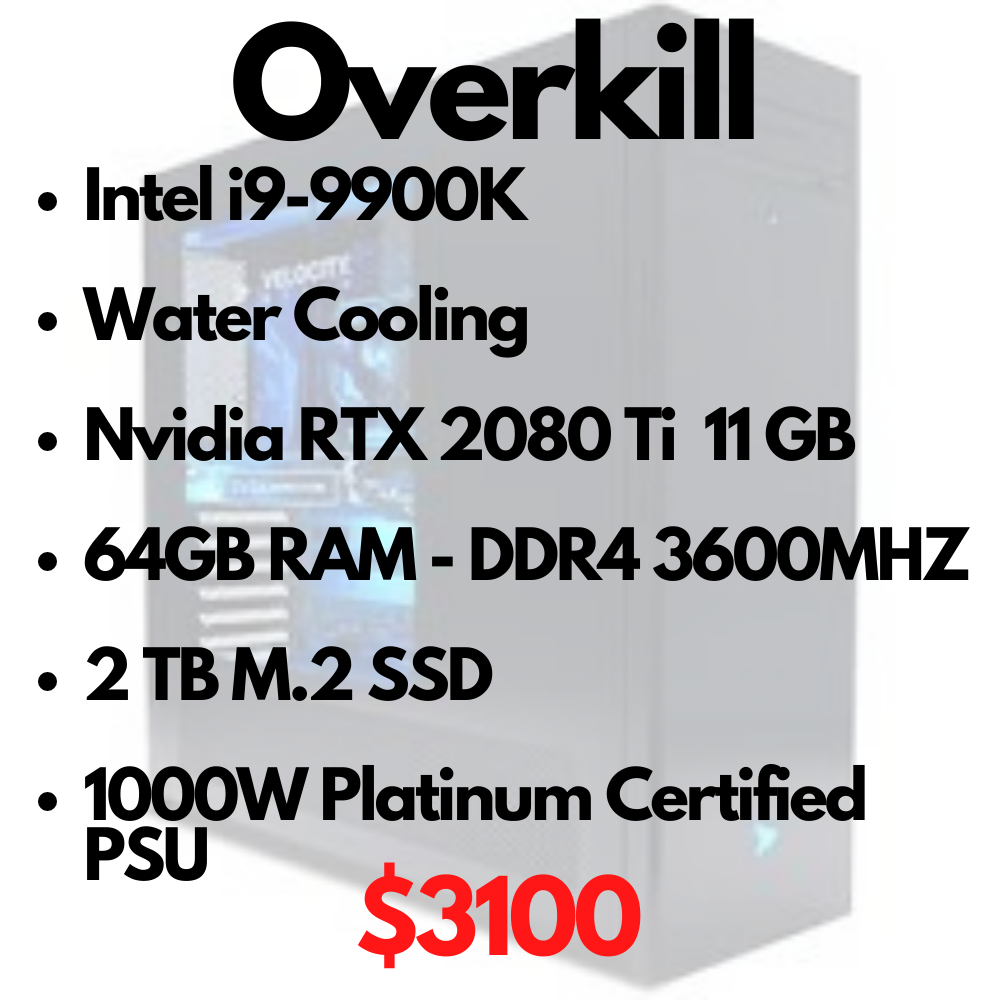 Overkill
• Intel i9-9900K
VELOCITY
• Water Cooling
• Nvidia RTX 2080 Ti 11 GB
• 64GB RAM - DDR4 3600MHZ
• 2 TB M.2 SSD
• 1000W Platinum Certified
PSU
$3100